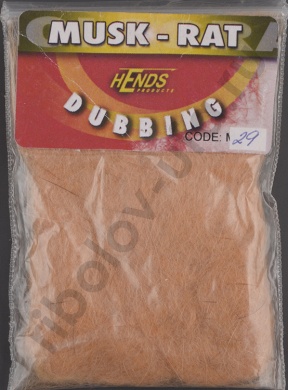 MUSK - RAT
HENDS
PRODUCTS
DUBBING
CODE: M 29